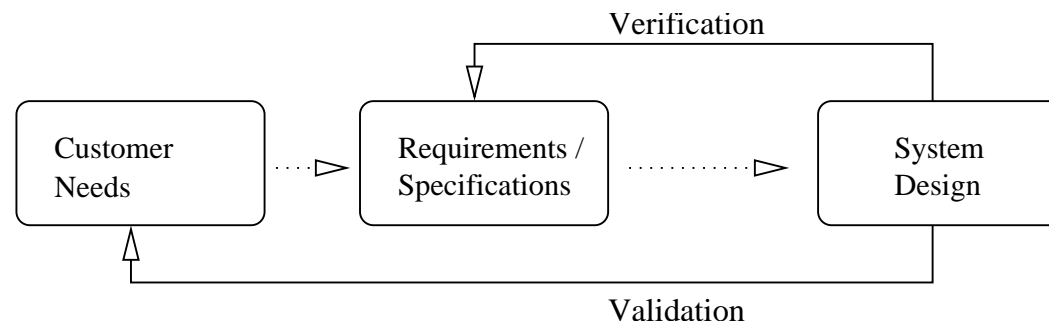 Verification
Customer
Needs
Requirements /
Specifications
System
Design
Validation